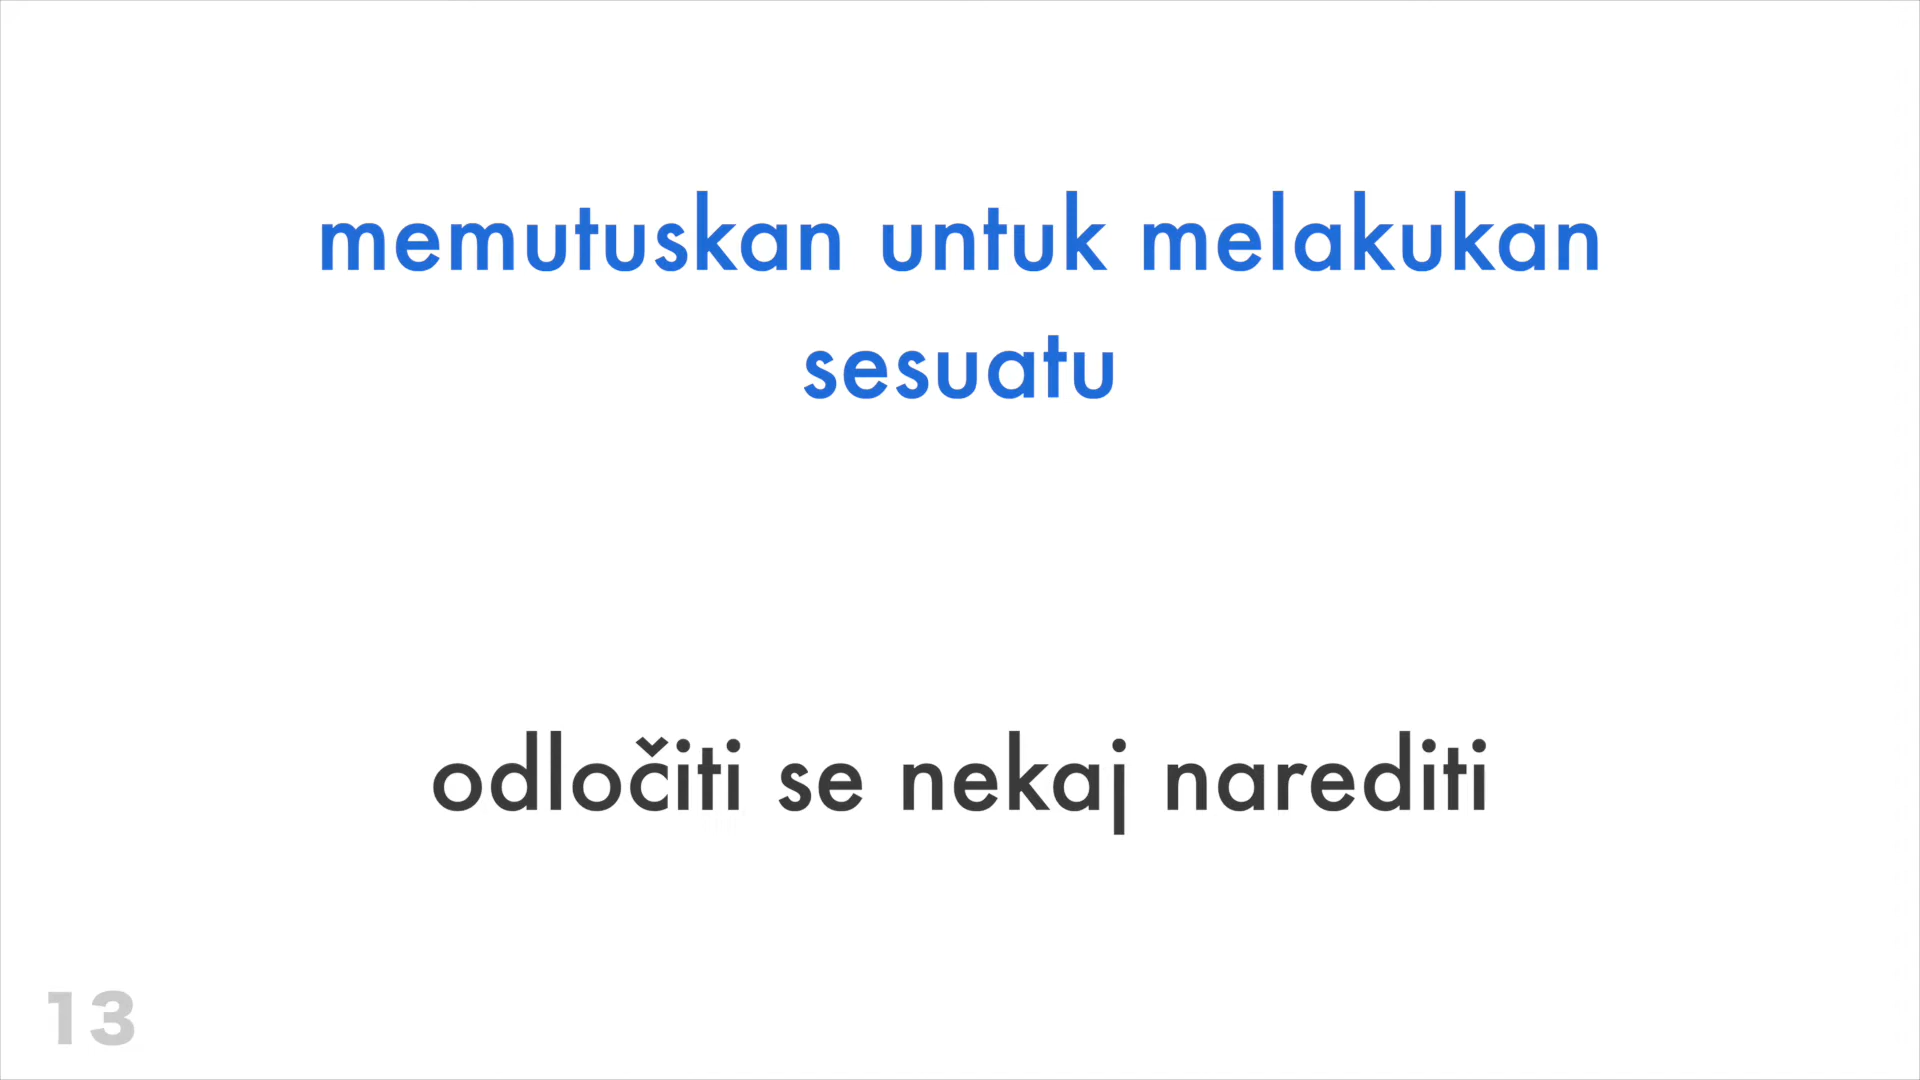 memutuskan untuk melakukan
sesuatu
odločiti se nekaj narediti
13